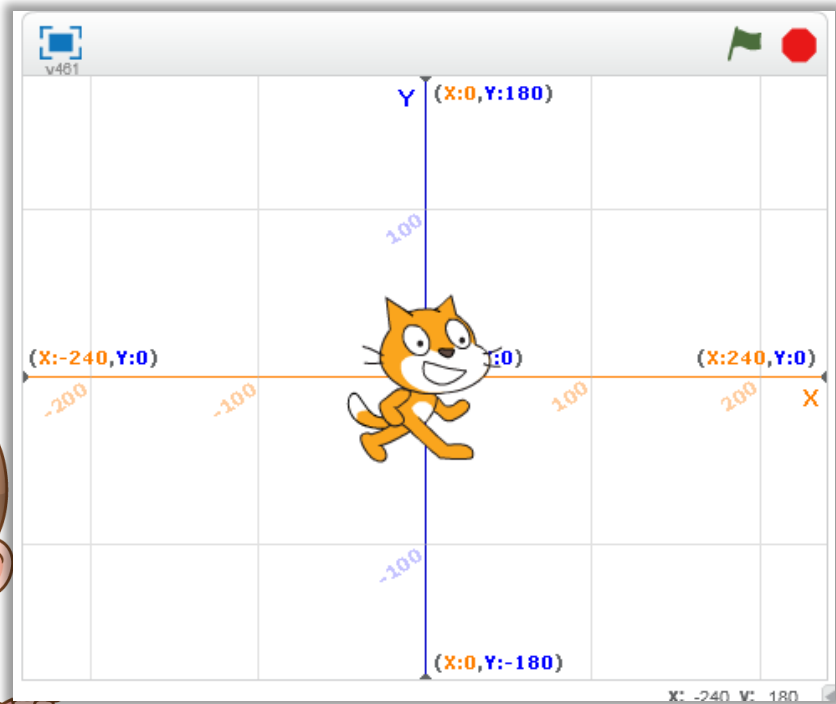 v461
Y (X:0,Y:180)
100
(X:-240,Y:0) :0) (X:240,Y:0)
-200 -100 100 200 X
-100
(X:0,Y:-180)
X: -240 Y: 180